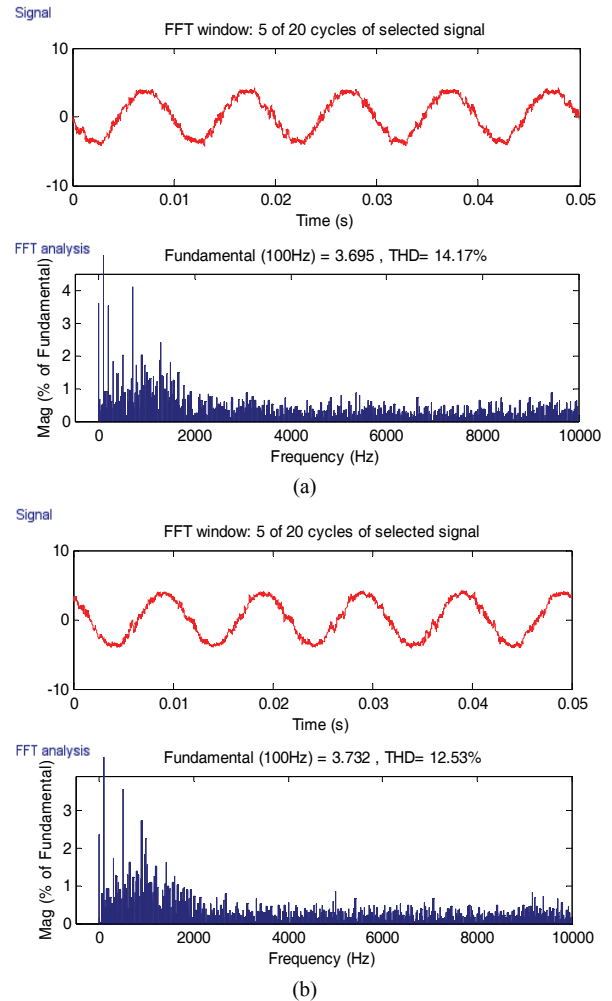 Signal
FFT window: 5 of 20 cycles of selected signal
10
0
-10
0 0.01 0.02 0.03 0.04 0.05
Time (s)
FFT analysis
Fundamental (100Hz) = 3.695 , THD= 14.17%
Mag (% of Fundamental)
4
3
2
1
0
0 2000 4000 6000 8000 10000
Frequency (Hz)
(a)
Signal
FFT window: 5 of 20 cycles of selected signal
10
0
-10
0 0.01 0.02 0.03 0.04 0.05
Time (s)
FFT analysis
Fundamental (100Hz) = 3.732 , THD= 12.53%
Mag (% of Fundamental)
3
2
1
0
0 2000 4000 6000 8000 10000
Frequency (Hz)
(b)